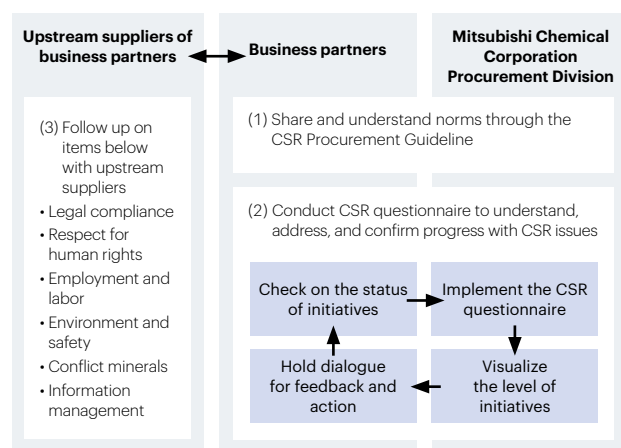 Upstream suppliers of
business partners
Business partners
Mitsubishi Chemical
Corporation
Procurement Division
(3) Follow up on
items below
with upstream
suppliers
• Legal compliance
• Respect for
human rights
• Employment and
labor
• Environment and
safety
• Conflict minerals
• Information
management
(1) Share and understand norms through the
CSR Procurement Guideline
(2) Conduct CSR questionnaire to understand,
address, and confirm progress with CSR issues
Check on the status
of initiatives
Implement the CSR
questionnaire
Hold dialogue
for feedback and
action
Visualize
the level of
initiatives